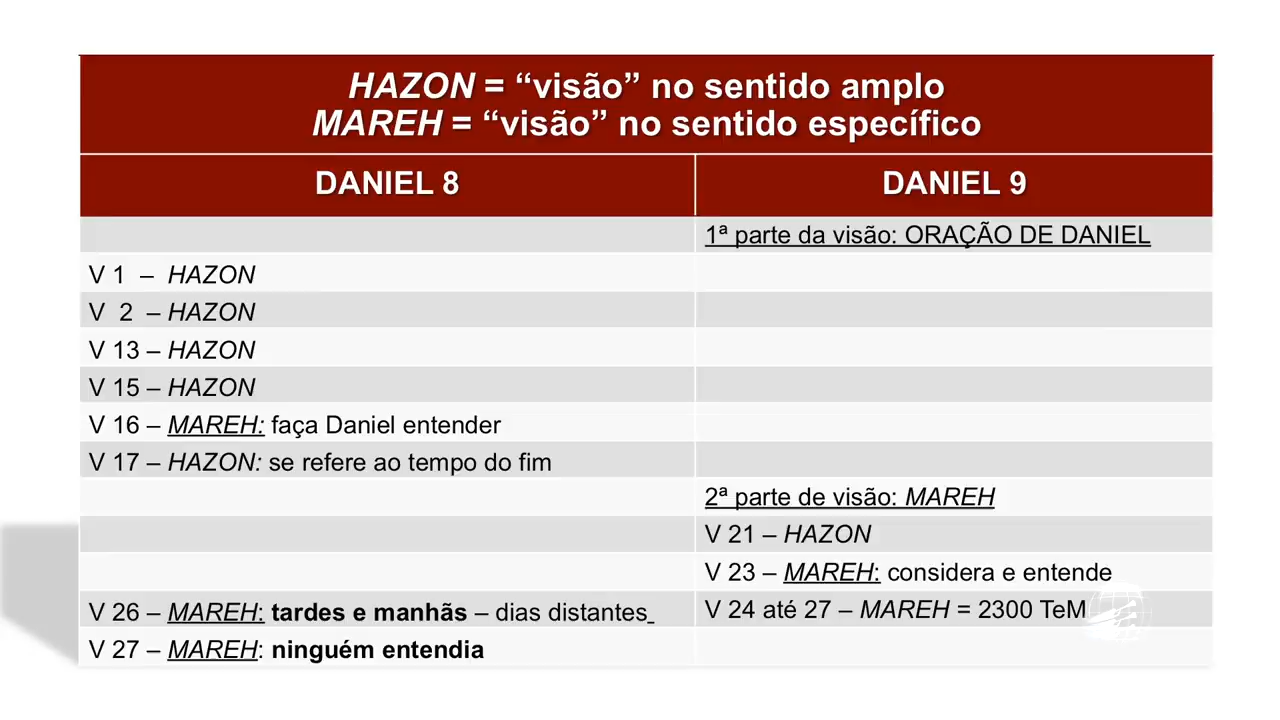 HAZON = “visão” no sentido amplo
MAREH = “visão” no sentido específico
DANIEL 8
DANIEL 9
1ª parte da visão: ORAÇÃO DE DANIEL
V 1 – HAZON
V 2 – HAZON
V 13 – HAZON
V 15 – HAZON
V 16 – MAREH: faça Daniel entender
V 17 – HAZON: se refere ao tempo do fim
2ª parte de visão: MAREH
V 21 – HAZON
V 23 – MAREH: considera e entende
V 26 – MAREH: tardes e manhãs – dias distantes
V 24 até 27 – MAREH = 2300 TeM
V 27 – MAREH: ninguém entendia